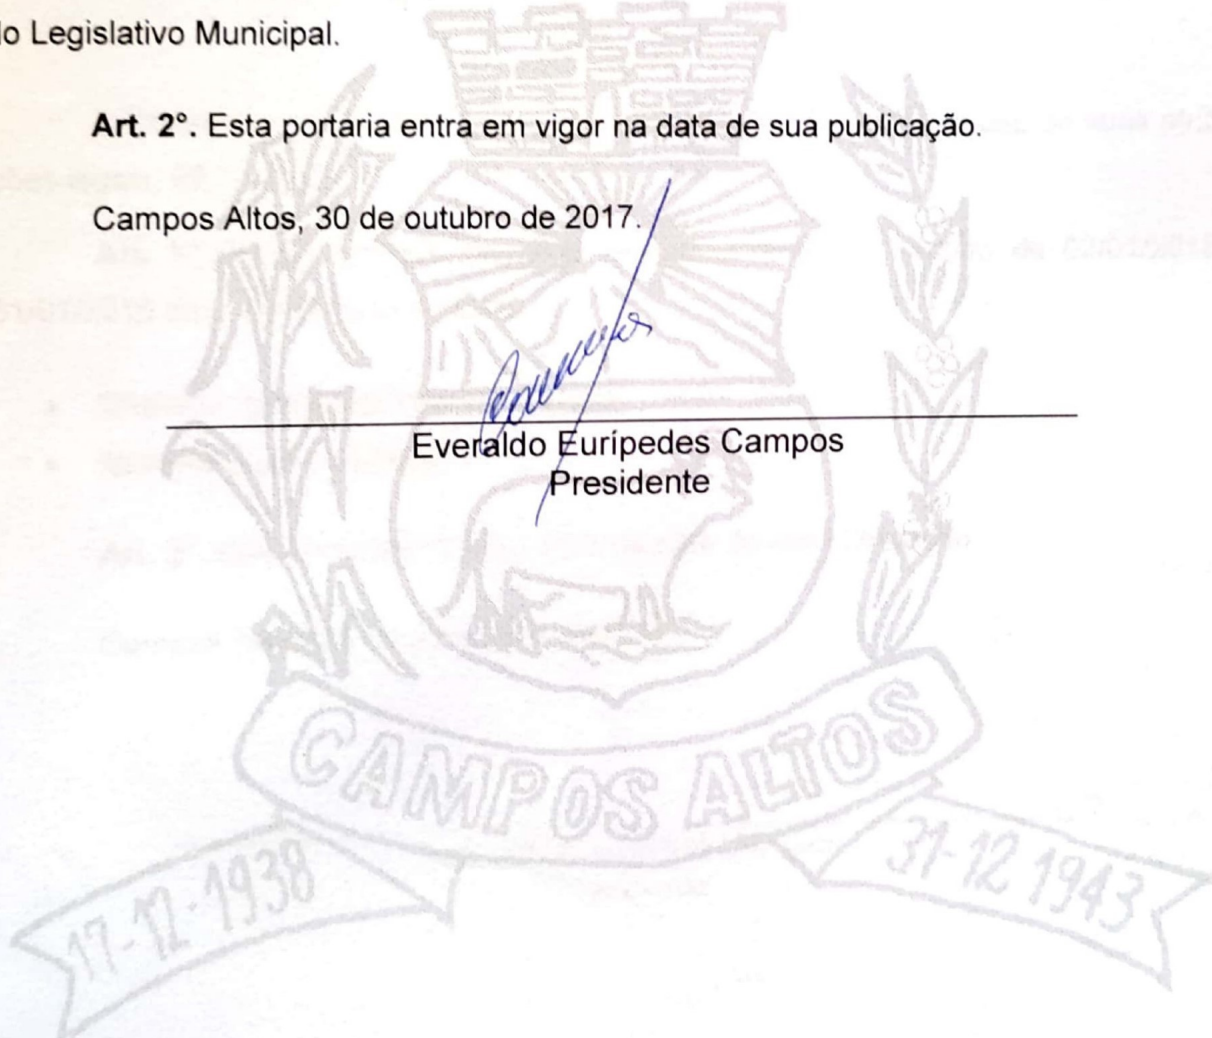 lo Legislativo Municipal.
Art. 2°. Esta portaria entra em vigor na data de sua publicação.
Campos Altos, 30 de outubro de 2017.
Everaldo Eurípedes Campos
Presidente
CAMPOS ALTOS
17-12-1938
31-12 1943